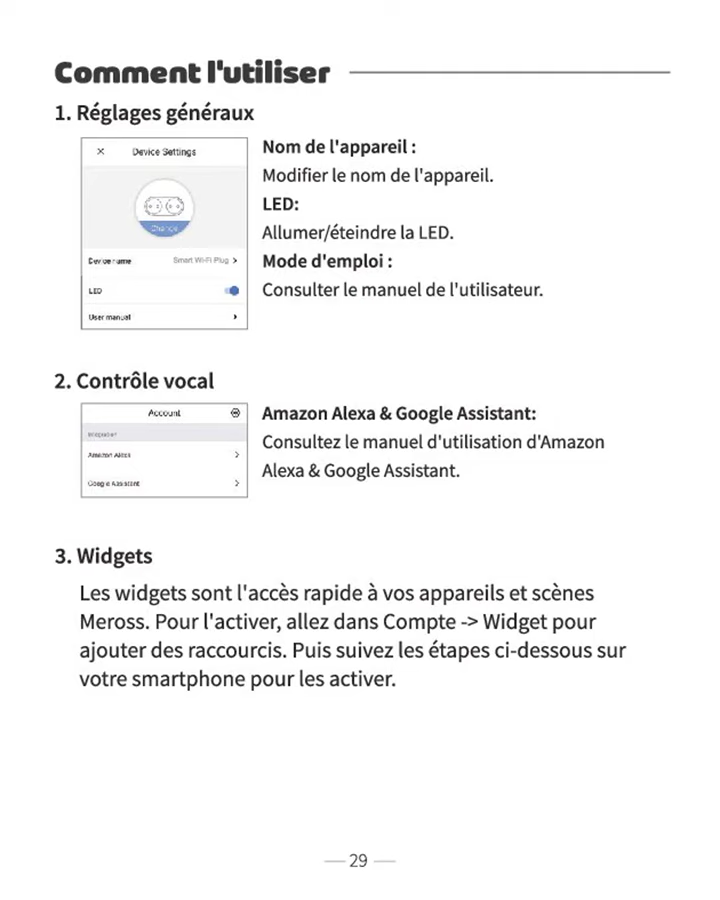 Comment l'utiliser
1. Réglages généraux
Device Settings
Change
Device name Smart Wi-Fi Plug
LED
User manual
Nom de l'appareil :
Modifier le nom de l'appareil.
LED:
Allumer/éteindre la LED.
Mode d'emploi :
Consulter le manuel de l'utilisateur.
2. Contrôle vocal
Account
Amazon Alexa
Google Assistant
Amazon Alexa & Google Assistant:
Consultez le manuel d'utilisation d'Amazon
Alexa & Google Assistant.
3. Widgets
Les widgets sont l'accès rapide à vos appareils et scènes
Meross. Pour l'activer, allez dans Compte -> Widget pour
ajouter des raccourcis. Puis suivez les étapes ci-dessous sur
votre smartphone pour les activer.
29